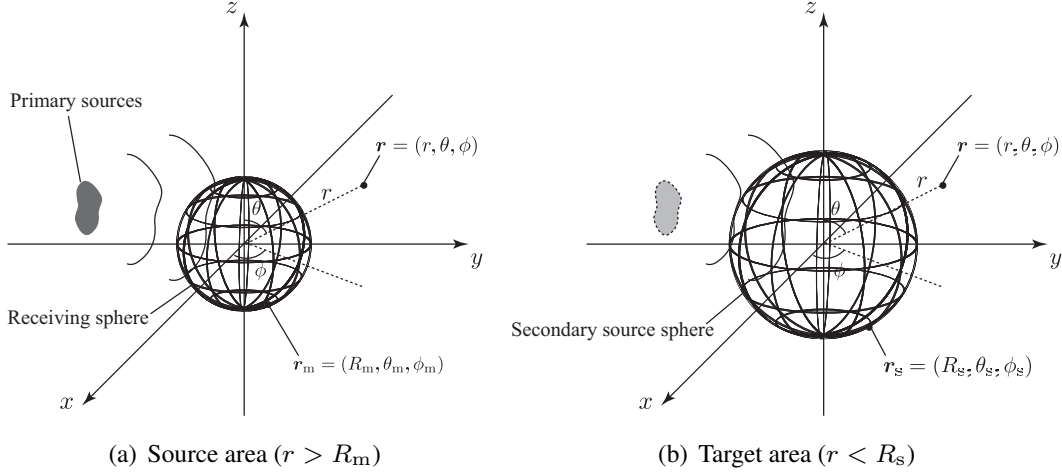 z
Primary sources
r = (r, θ, ϕ)
r
θ
y
ϕ
Receiving sphere
r_m = (R_m, θ_m, ϕ_m)
x
(a) Source area (r > R_m)
z
r = (r, θ, ϕ)
r
θ
y
ϕ
Secondary source sphere
r_s = (R_s, θ_s, ϕ_s)
x
(b) Target area (r < R_s)